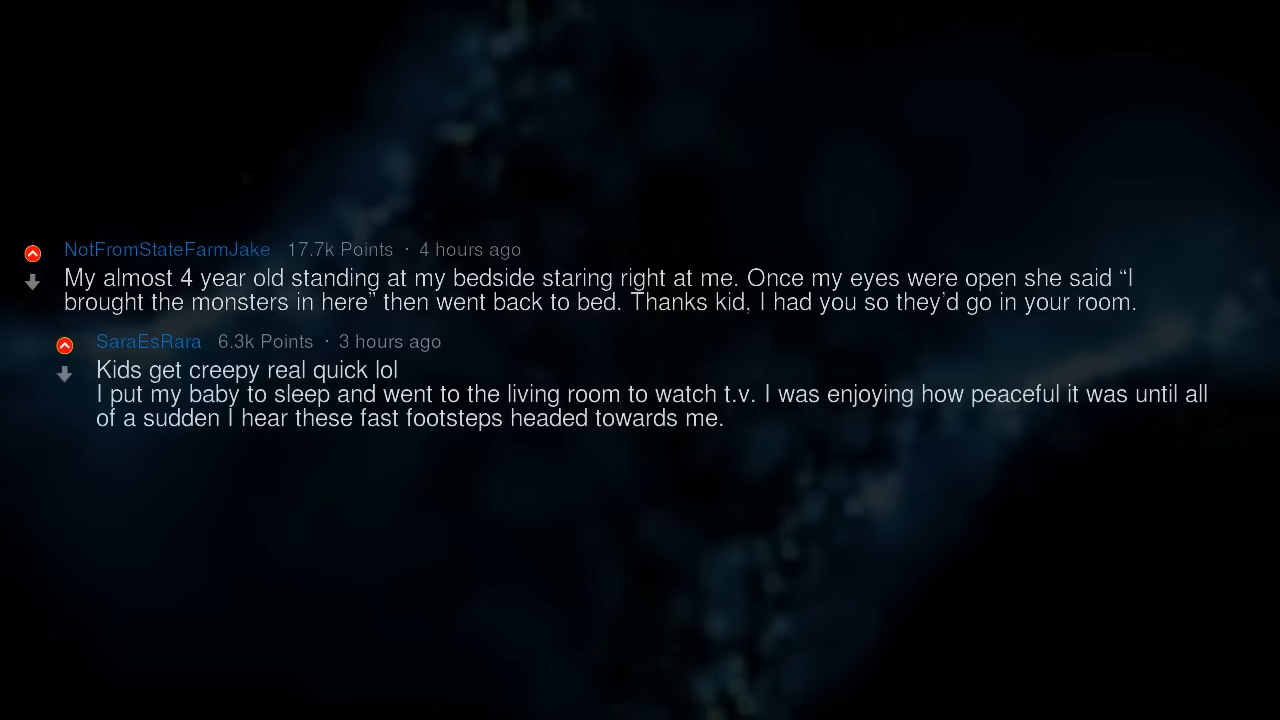 NotFromStateFarmJake 17.7k Points · 4 hours ago
My almost 4 year old standing at my bedside staring right at me. Once my eyes were open she said “I
brought the monsters in here” then went back to bed. Thanks kid, I had you so they’d go in your room.
SaraEsRara 6.3k Points · 3 hours ago
Kids get creepy real quick lol
I put my baby to sleep and went to the living room to watch t.v. I was enjoying how peaceful it was until all
of a sudden I hear these fast footsteps headed towards me.